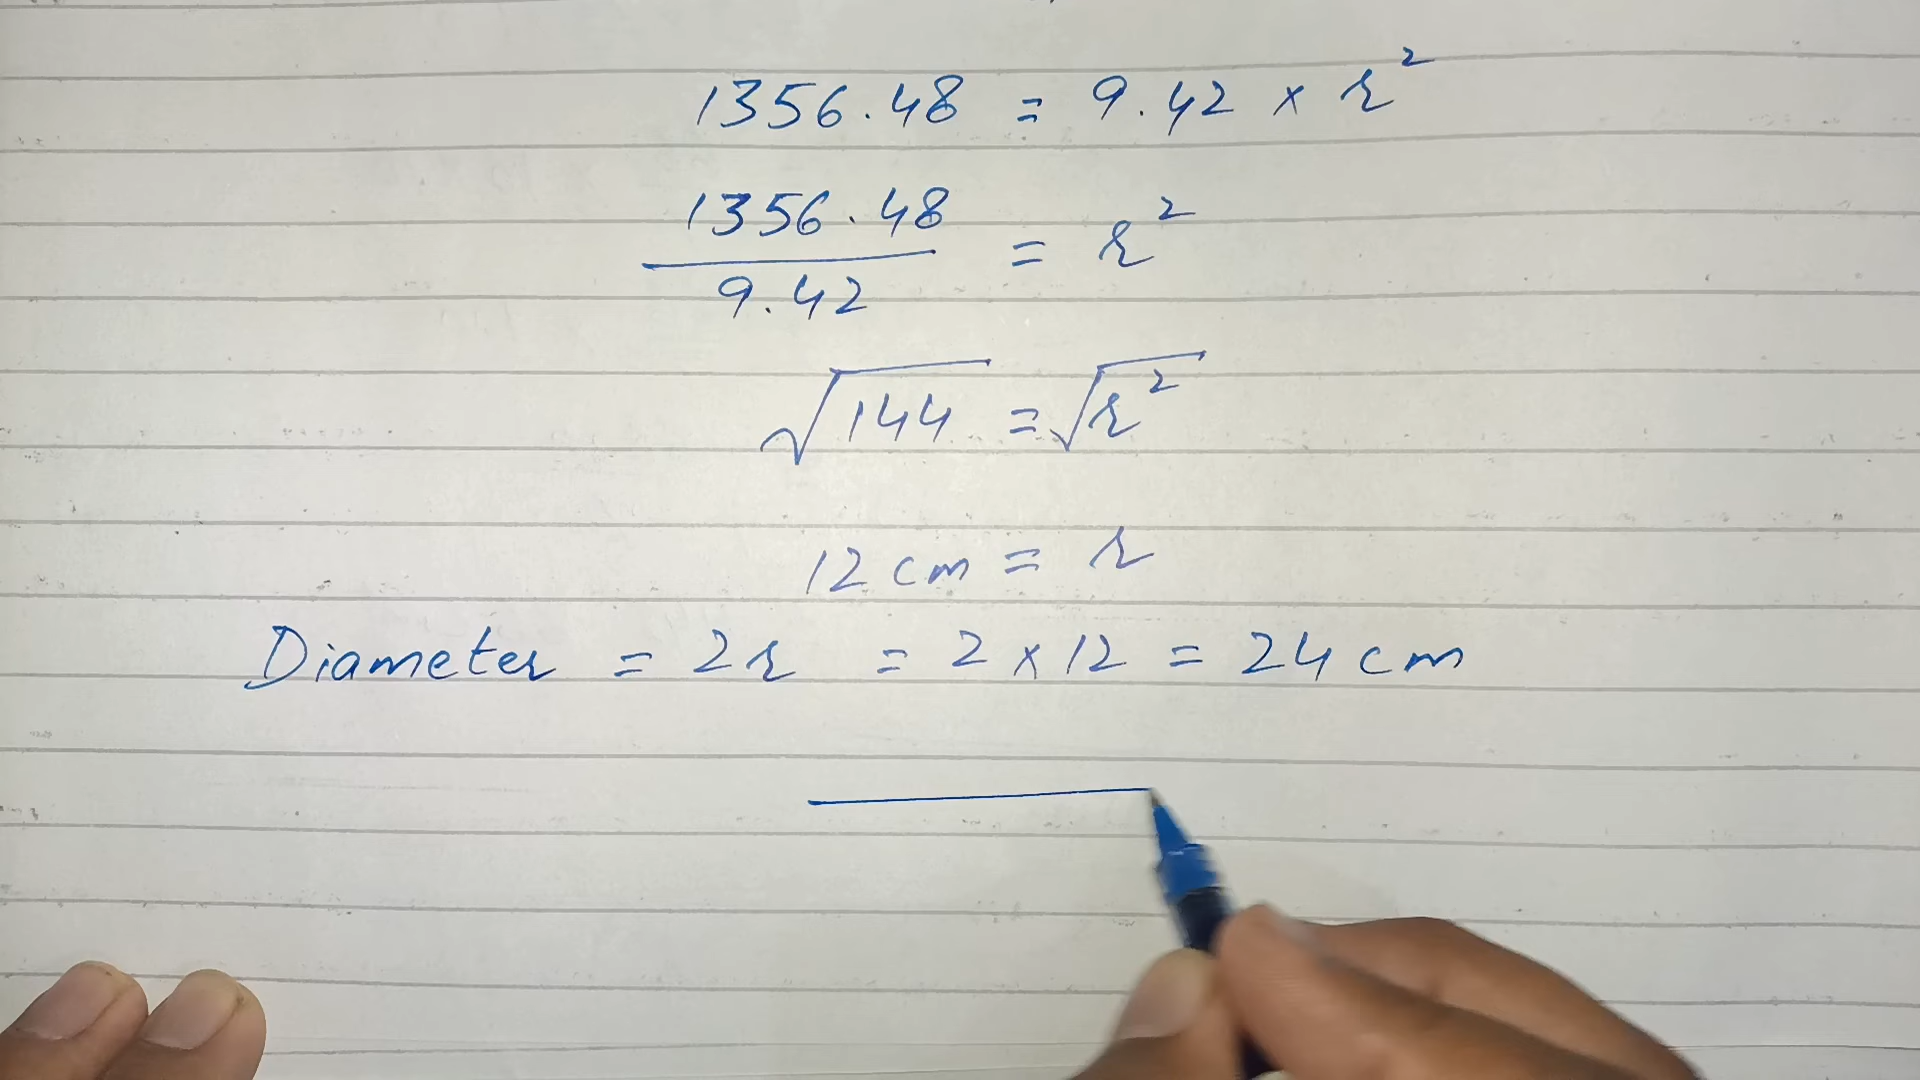 1356.48 = 9.42 × r²
1356.48
9.42
= r²
√144 = √r²
12 cm = r
Diameter = 2r = 2 × 12 = 24 cm